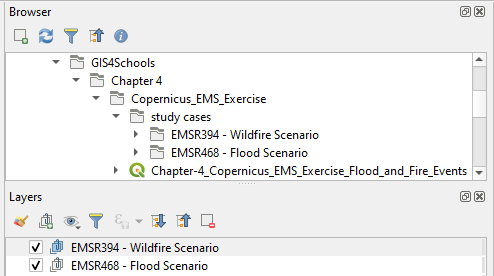 Browser
GIS4Schools
Chapter 4
Copernicus_EMS_Exercise
study cases
EMSR394 - Wildfire Scenario
EMSR468 - Flood Scenario
Chapter-4_Copernicus_EMS_Exercise_Flood_and_Fire_Events
Layers
EMSR394 - Wildfire Scenario
EMSR468 - Flood Scenario